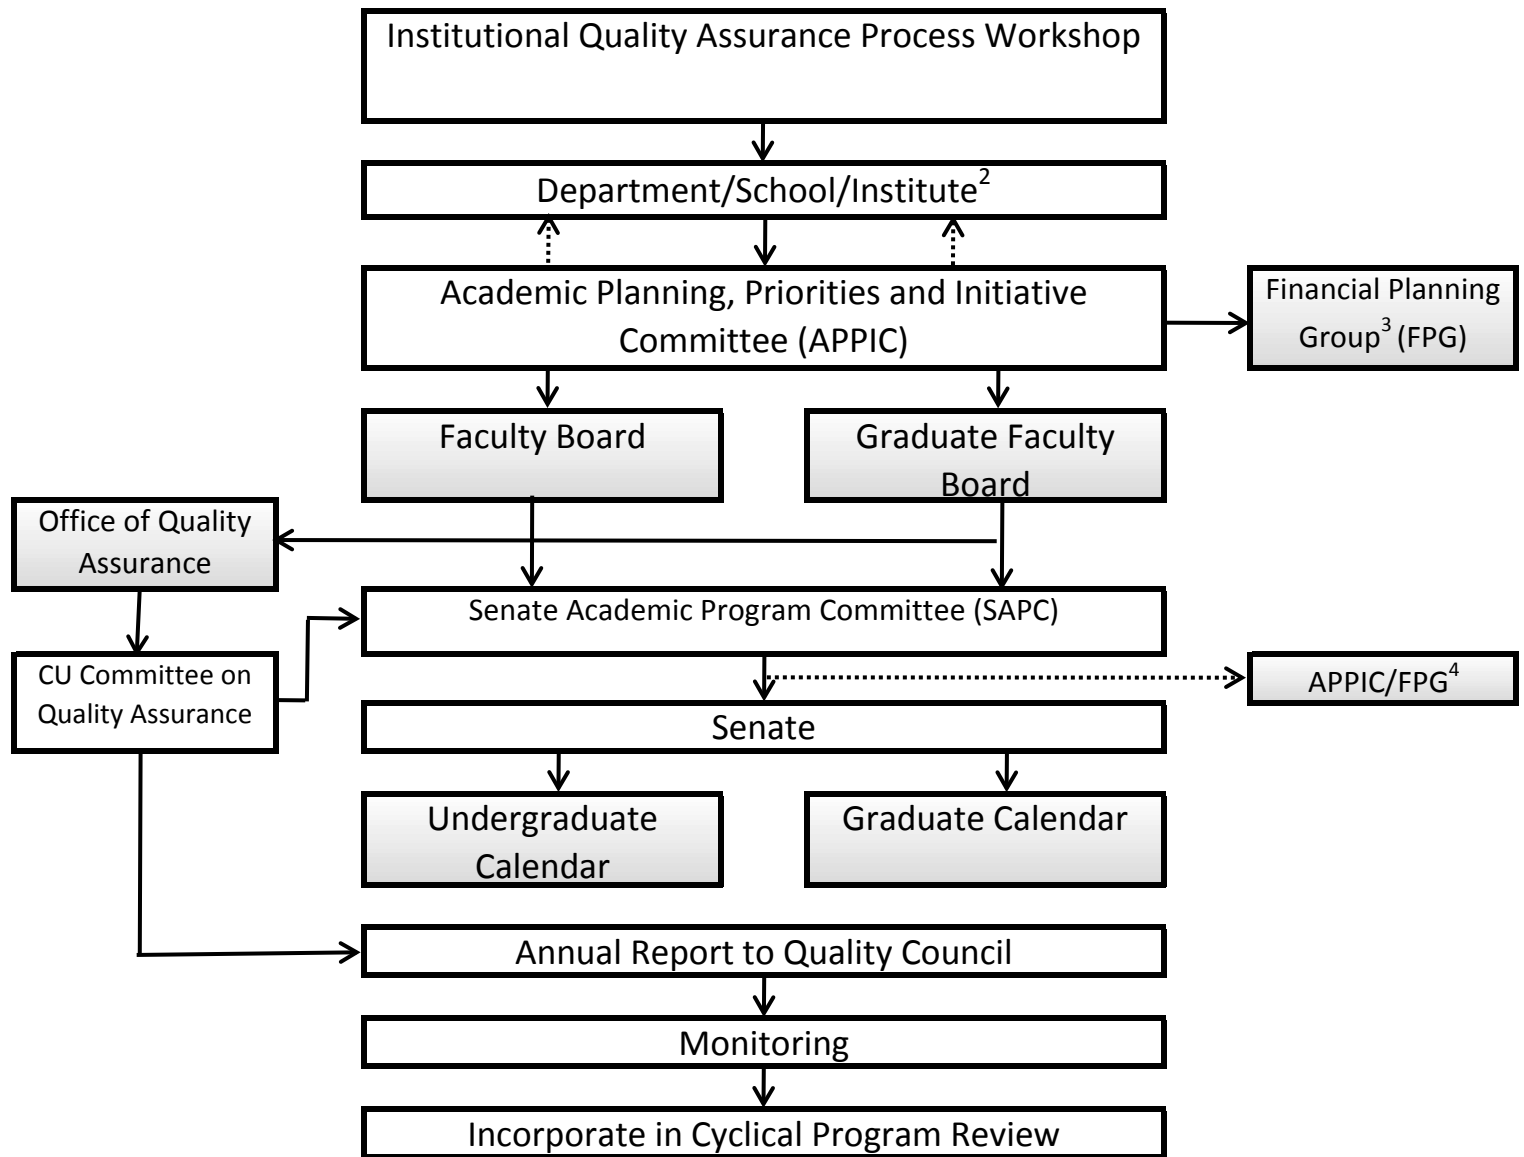 Institutional Quality Assurance Process Workshop
Department/School/Institute²
Academic Planning, Priorities and Initiative
Committee (APPIC)
Financial Planning
Group³ (FPG)
Faculty Board
Graduate Faculty
Board
Office of Quality
Assurance
Senate Academic Program Committee (SAPC)
CU Committee on
Quality Assurance
APPIC/FPG⁴
Senate
Undergraduate
Calendar
Graduate Calendar
Annual Report to Quality Council
Monitoring
Incorporate in Cyclical Program Review